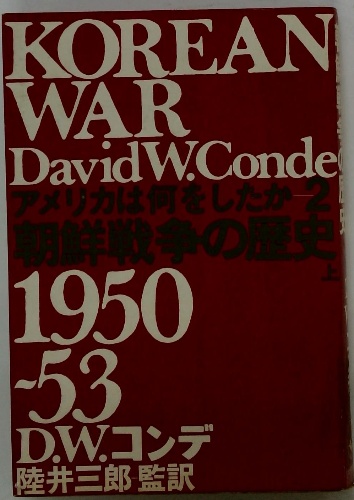 KOREAN
WAR
David W. Conde
アメリカは何をしたか 2
朝鮮戦争の歴史
上
1950
-53
D.W.コンデ
陸井三郎 監訳